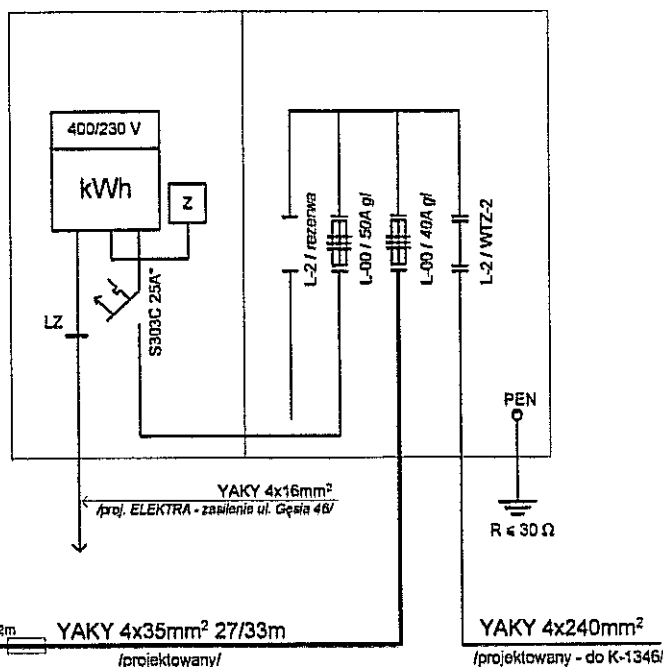 400/230 V
kWh
Z
LZ
S303C 25A*
L-2 / rezerwa
L-00 / 50A gl
L-00 / 40A gl
L-2 / WTZ-2
PEN
R ≤ 30 Ω
YAKY 4x16mm²
/proj. ELEKTRA - zasilenie ul. Gęsia 46/
2m
YAKY 4x35mm² 27/33m
/projektowany/
YAKY 4x240mm²
/projektowany - do K-1346/